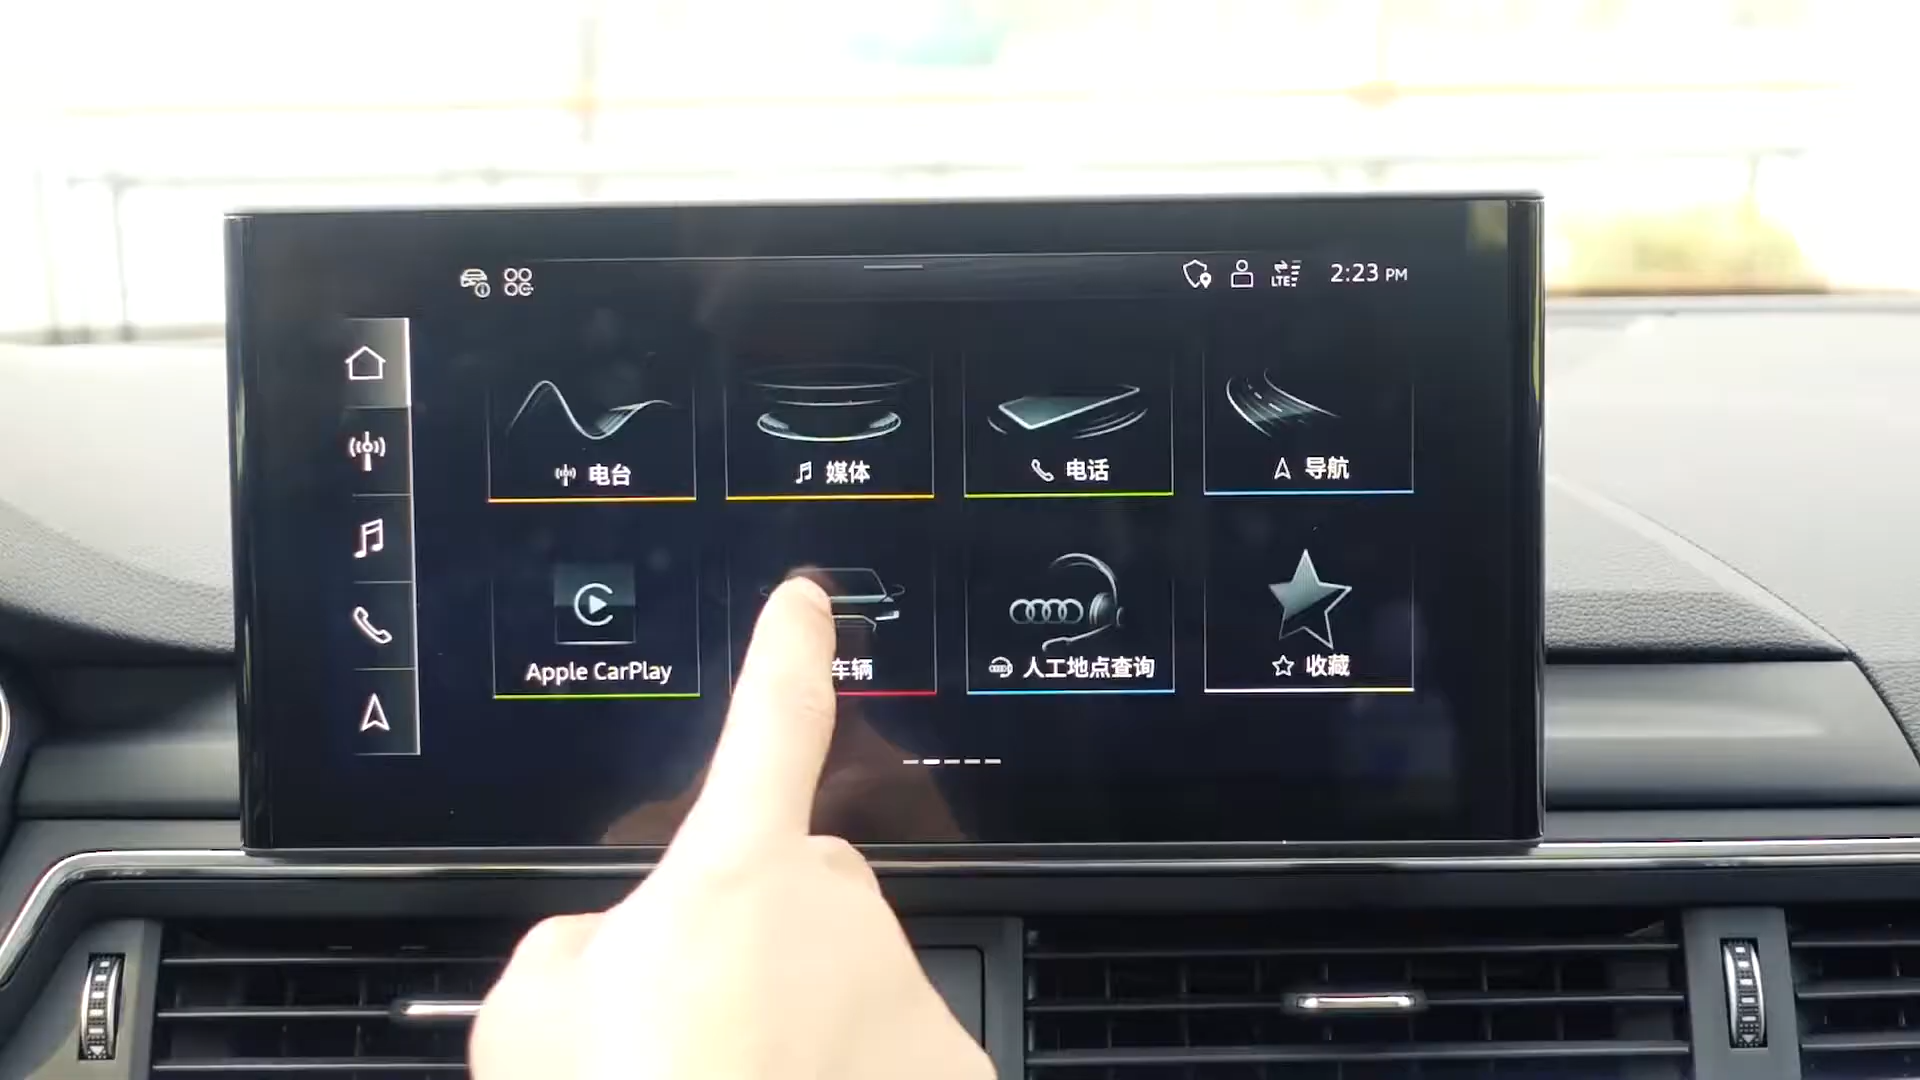 LTE 2:23 PM
电台
媒体
电话
导航
Apple CarPlay
车辆
人工地点查询
收藏